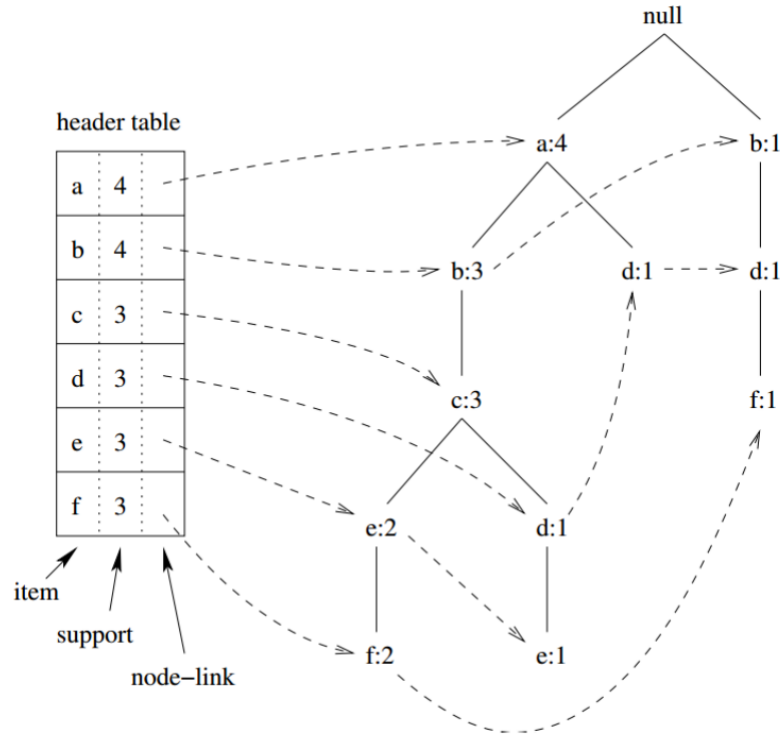 null
header table
a:4
b:1
a 4
b 4
b:3
d:1
d:1
c 3
d 3
c:3
f:1
e 3
f 3
e:2
d:1
item
support
f:2
e:1
node−link